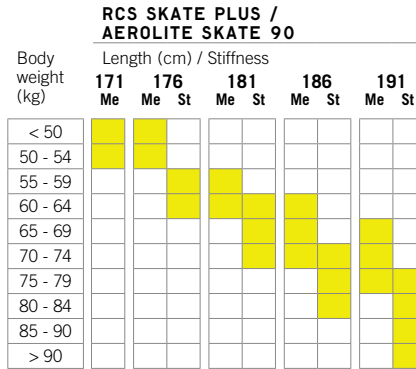 RCS SKATE PLUS /
AEROLITE SKATE 90
Body weight (kg)
Length (cm) / Stiffness
171 176 181 186 191
Me Me St Me St Me St Me St
< 50
50 - 54
55 - 59
60 - 64
65 - 69
70 - 74
75 - 79
80 - 84
85 - 90
> 90